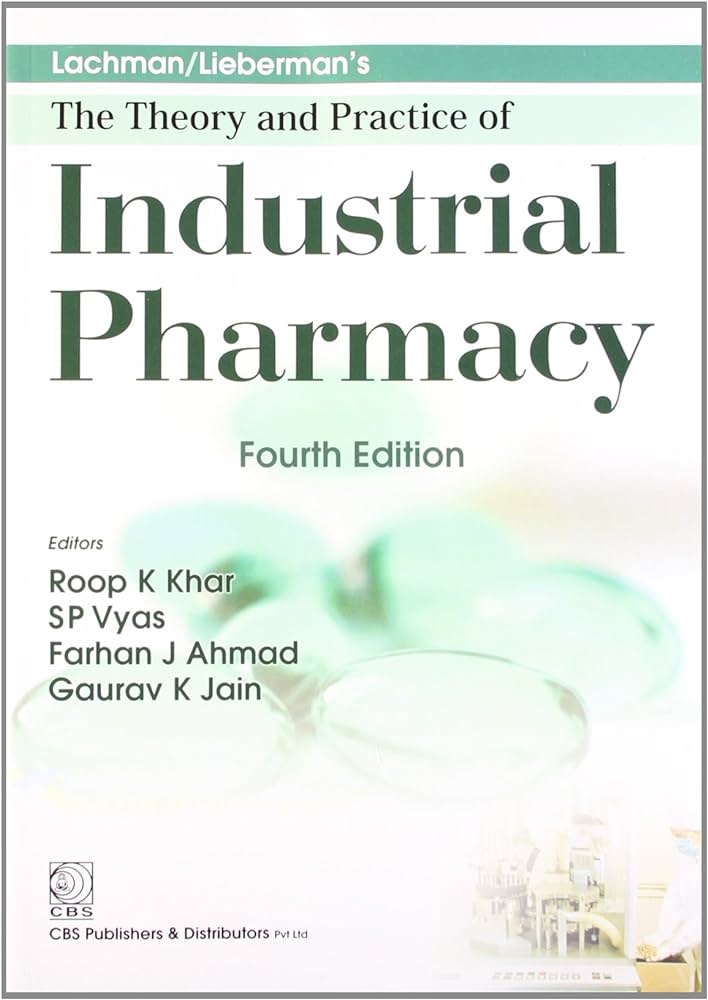 Lachman/Lieberman's
The Theory and Practice of
Industrial
Pharmacy
Fourth Edition
Editors
Roop K Khar
SP Vyas
Farhan J Ahmad
Gaurav K Jain
CBS
CBS Publishers & Distributors Pvt Ltd